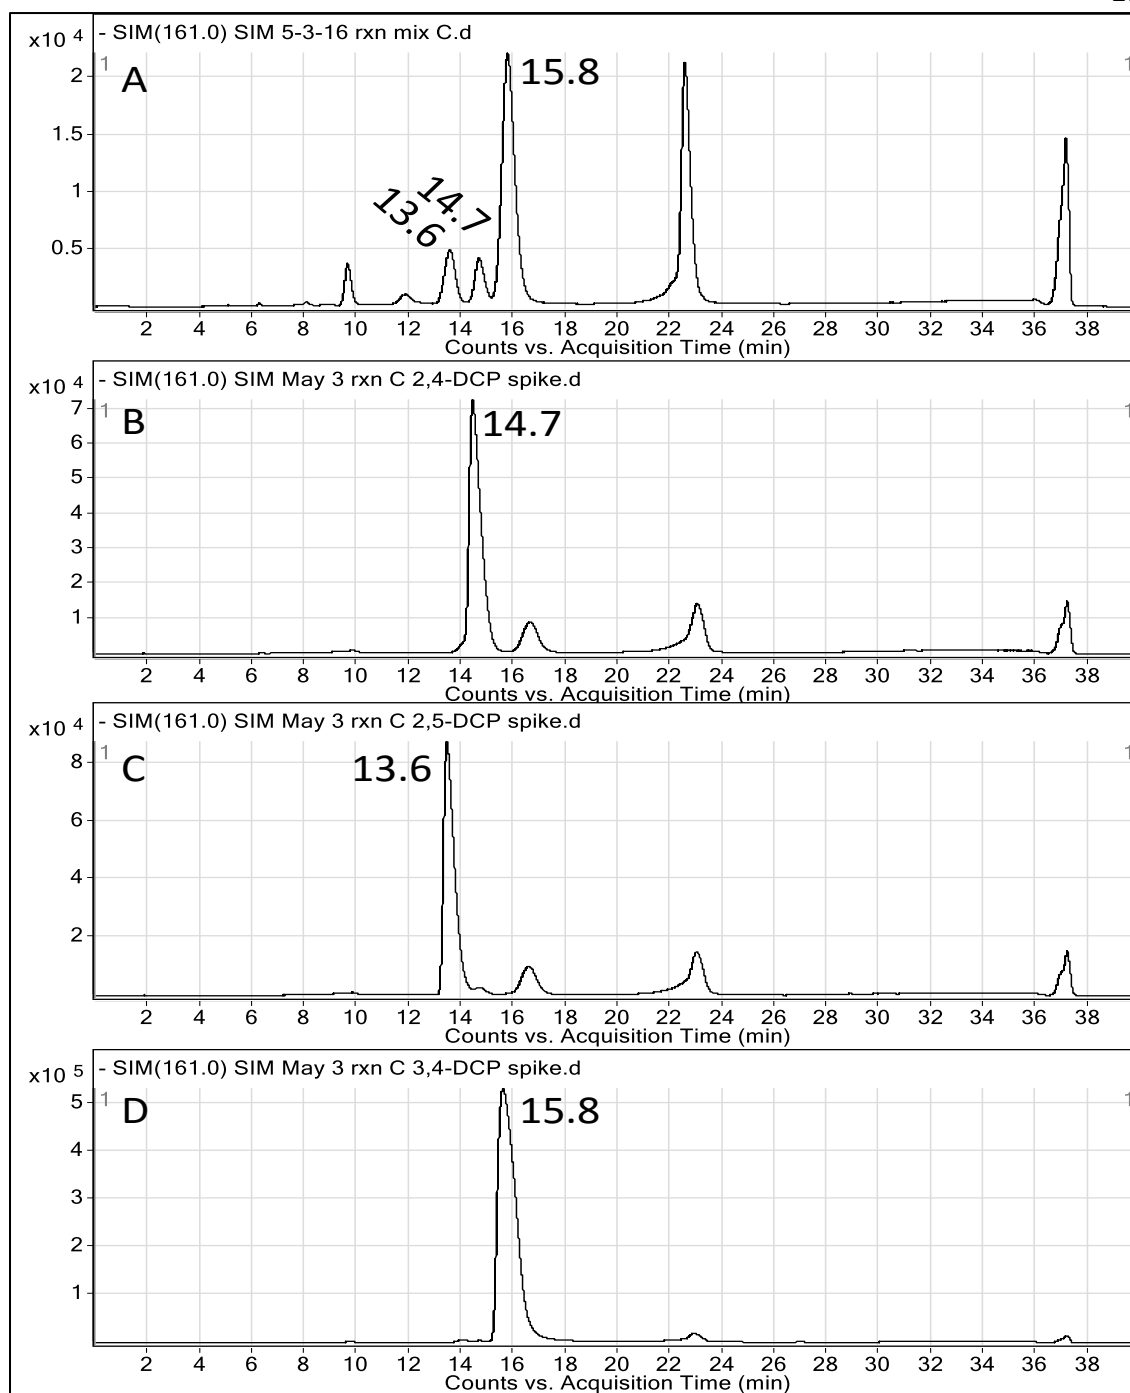 - SIM(161.0) SIM 5-3-16 rxn mix C.d
x10 4
1
A
15.8
14.7
13.6
2
1.5
1
0.5
2 4 6 8 10 12 14 16 18 20 22 24 26 28 30 32 34 36 38
Counts vs. Acquisition Time (min)
- SIM(161.0) SIM May 3 rxn C 2,4-DCP spike.d
x10 4
1
B
14.7
7
6
5
4
3
2
1
2 4 6 8 10 12 14 16 18 20 22 24 26 28 30 32 34 36 38
Counts vs. Acquisition Time (min)
- SIM(161.0) SIM May 3 rxn C 2,5-DCP spike.d
x10 4
1
C
13.6
8
6
4
2
2 4 6 8 10 12 14 16 18 20 22 24 26 28 30 32 34 36 38
Counts vs. Acquisition Time (min)
- SIM(161.0) SIM May 3 rxn C 3,4-DCP spike.d
x10 5
1
D
15.8
5
4
3
2
1
2 4 6 8 10 12 14 16 18 20 22 24 26 28 30 32 34 36 38
Counts vs. Acquisition Time (min)